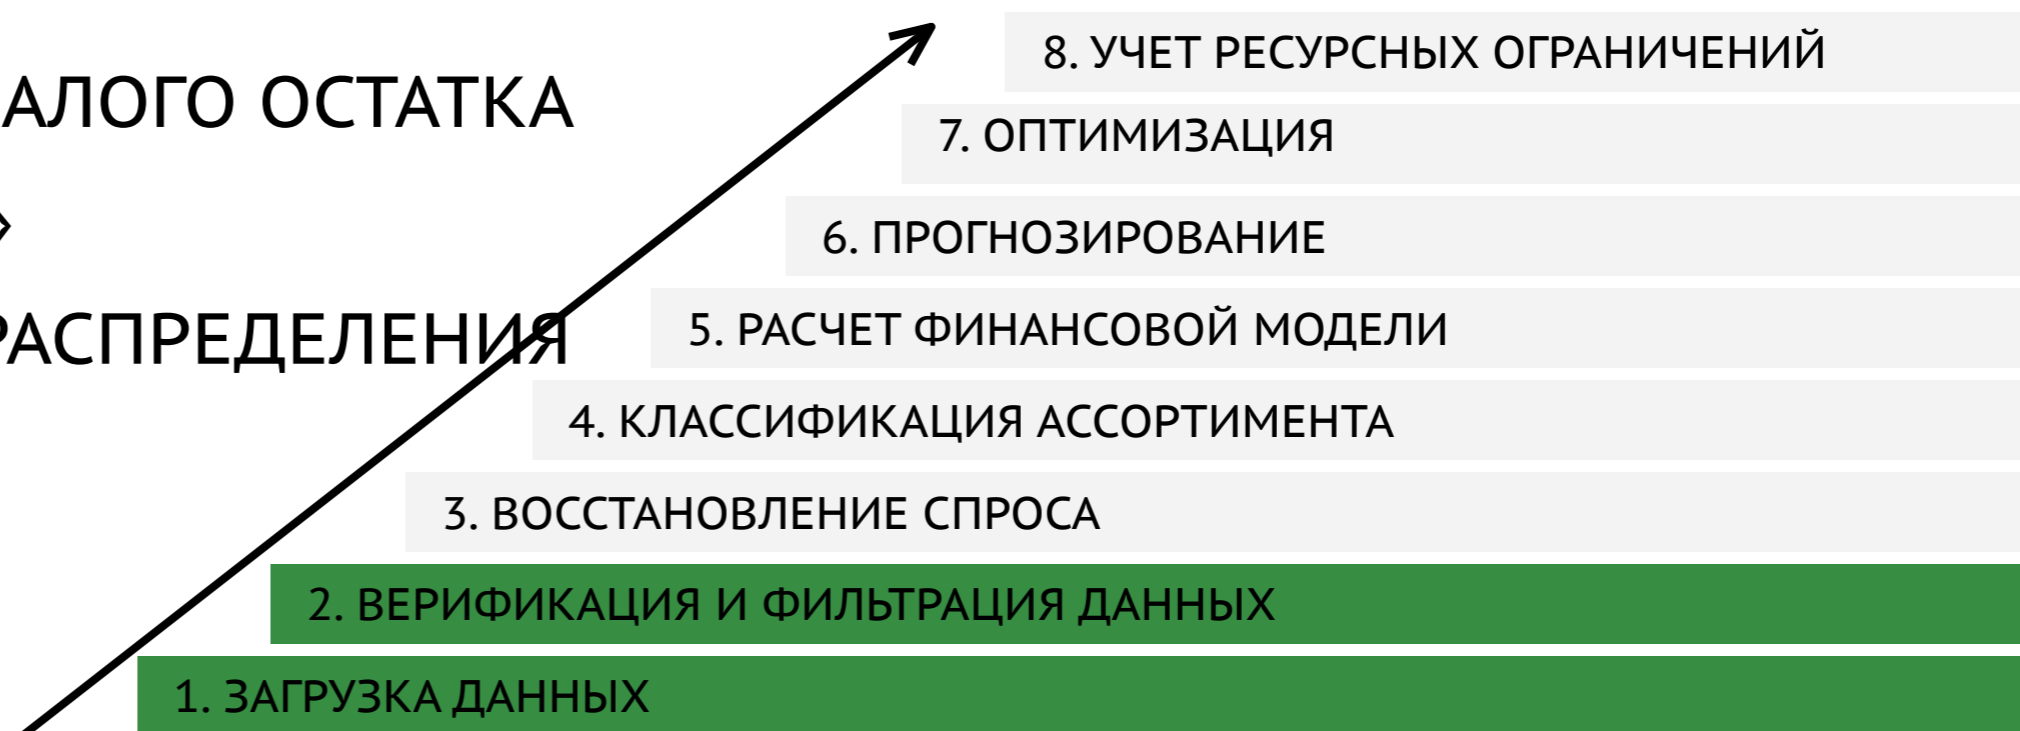 АЛОГО ОСТАТКА
»
РАСПРЕДЕЛЕНИЯ
8. УЧЕТ РЕСУРСНЫХ ОГРАНИЧЕНИЙ
7. ОПТИМИЗАЦИЯ
6. ПРОГНОЗИРОВАНИЕ
5. РАСЧЕТ ФИНАНСОВОЙ МОДЕЛИ
4. КЛАССИФИКАЦИЯ АССОРТИМЕНТА
3. ВОССТАНОВЛЕНИЕ СПРОСА
2. ВЕРИФИКАЦИЯ И ФИЛЬТРАЦИЯ ДАННЫХ
1. ЗАГРУЗКА ДАННЫХ